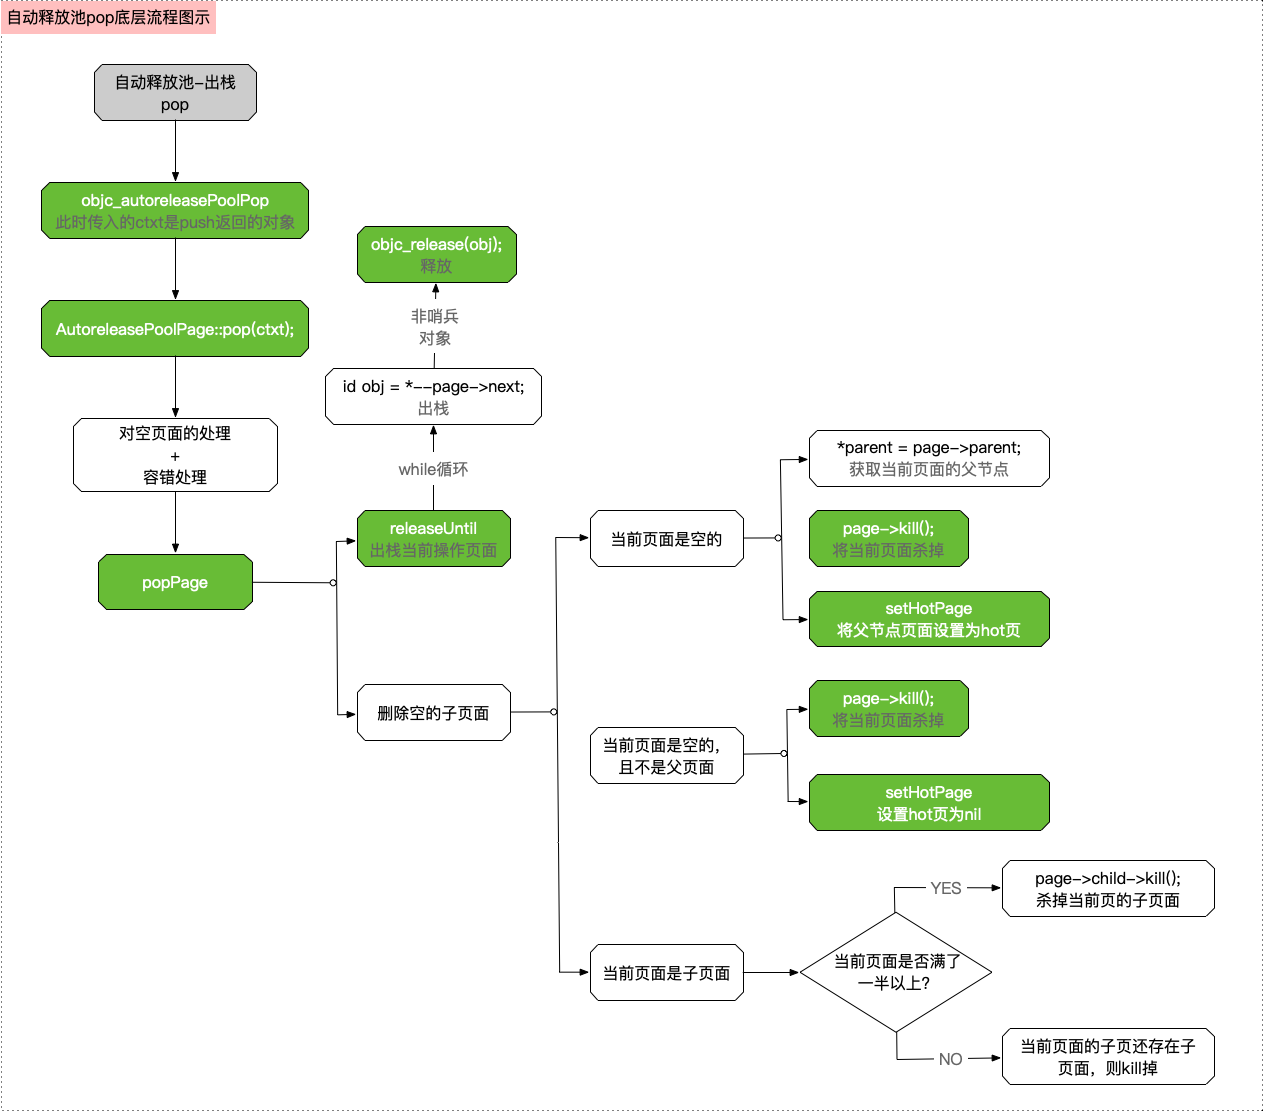 自动释放池pop底层流程图示
自动释放池-出栈
pop
objc_autoreleasePoolPop
此时传入的ctxt是push返回的对象
AutoreleasePoolPage::pop(ctxt);
对空页面的处理
+
容错处理
popPage
objc_release(obj);
释放
非哨兵
对象
id obj = *--page->next;
出栈
while循环
releaseUntil
出栈当前操作页面
删除空的子页面
当前页面是空的
*parent = page->parent;
获取当前页面的父节点
page->kill();
将当前页面杀掉
setHotPage
将父节点页面设置为hot页
当前页面是空的，
且不是父页面
page->kill();
将当前页面杀掉
setHotPage
设置hot页为nil
当前页面是子页面
当前页面是否满了
一半以上？
YES
page->child->kill();
杀掉当前页的子页面
NO
当前页面的子页还存在子
页面，则kill掉